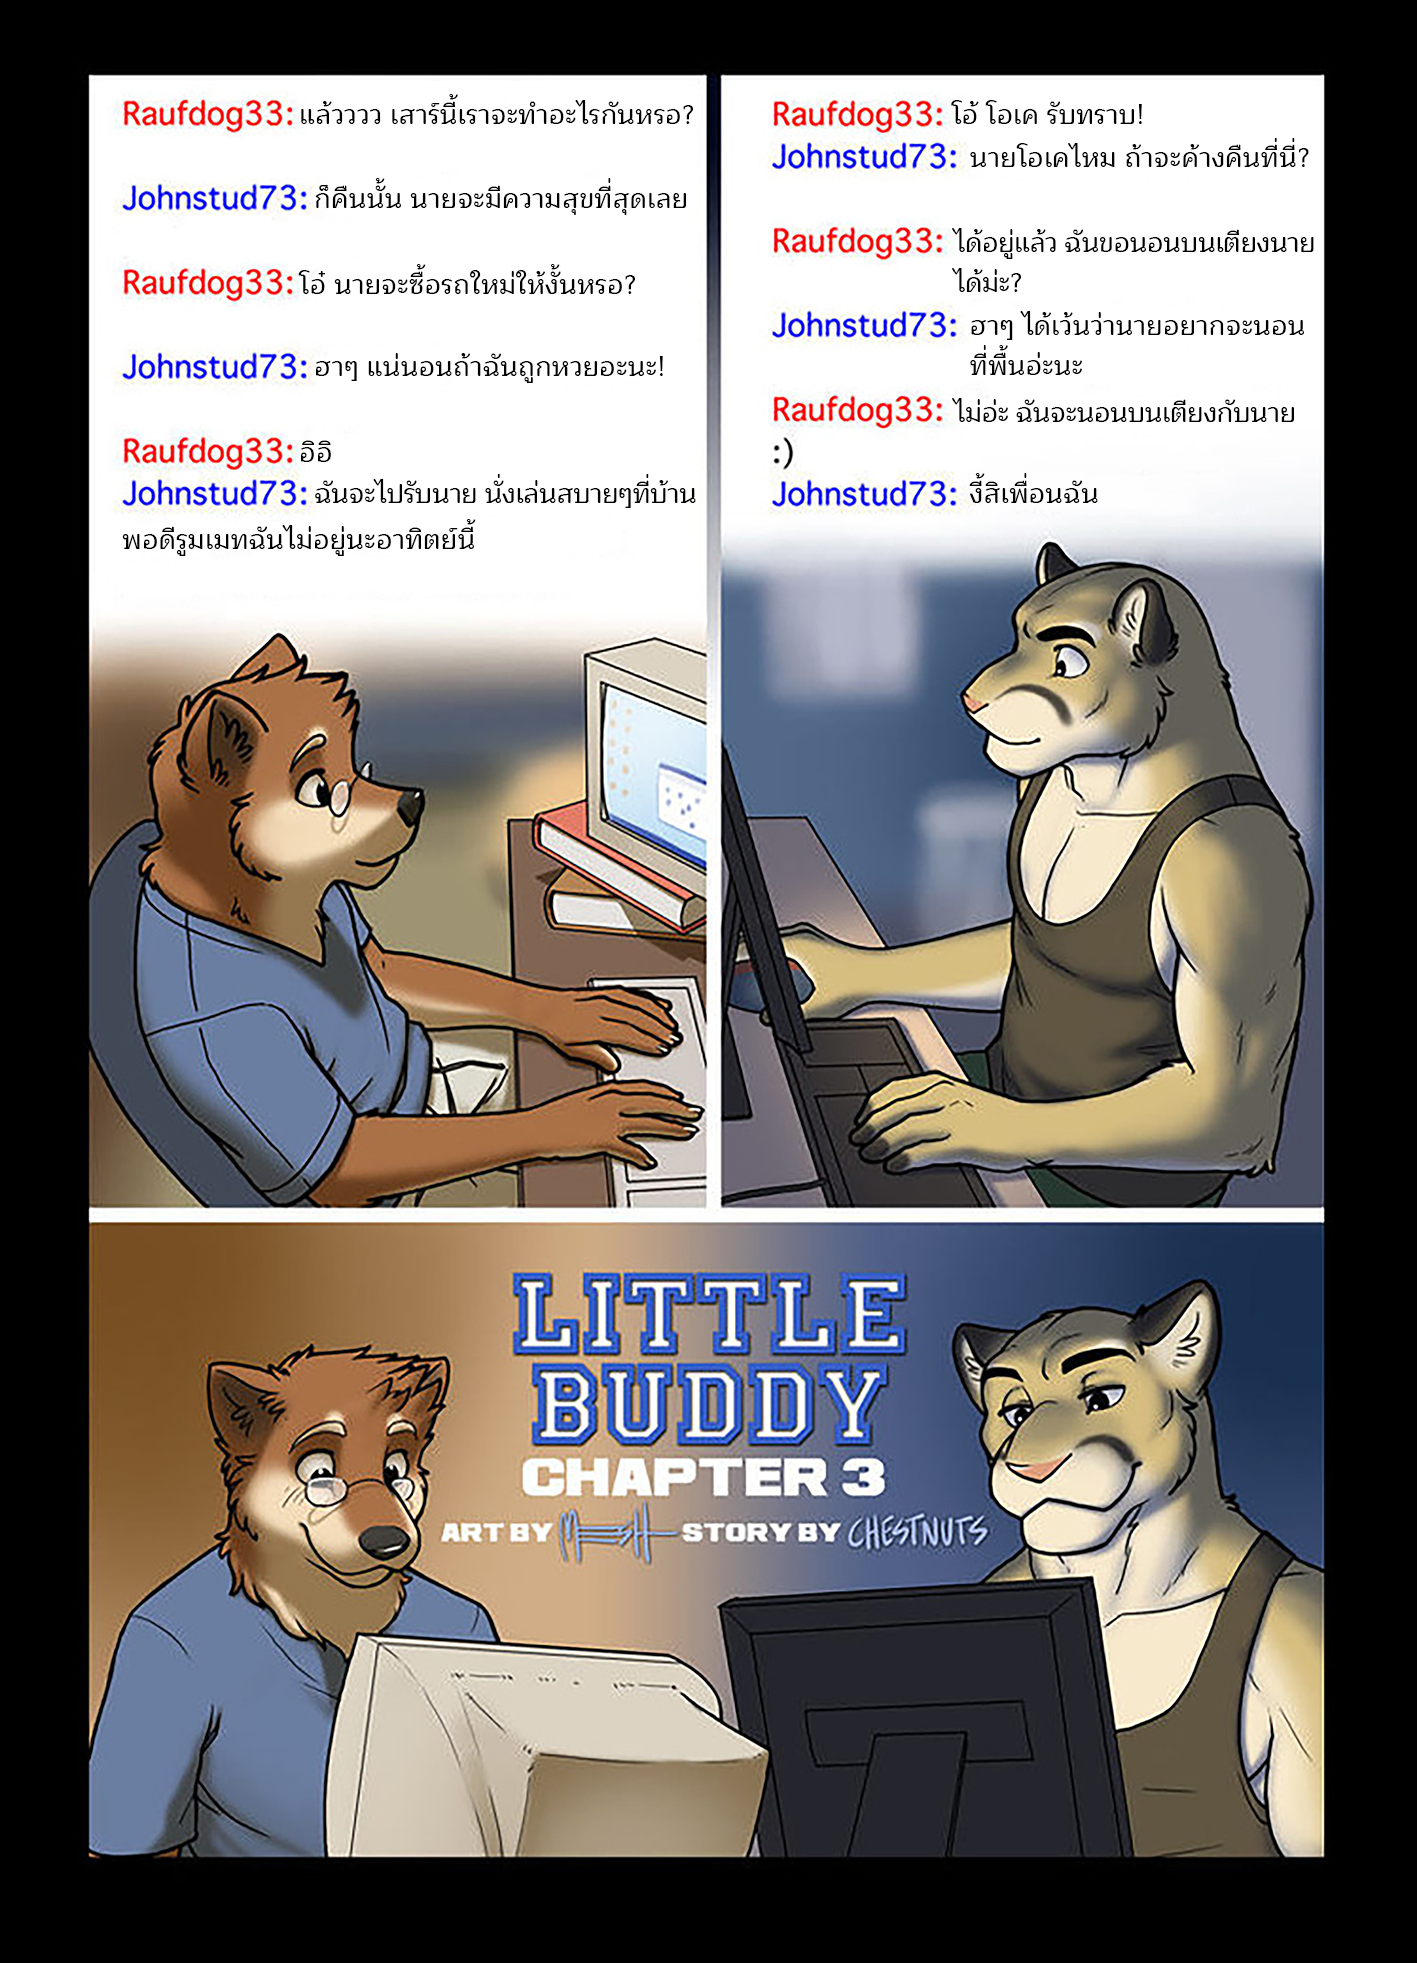 Raufdog33: แล้วววว เสาร์นี้เราจะทำอะไรกันหรอ?
Johnstud73: ก็คืนนั้น นายจะมีความสุขที่สุดเลย
Raufdog33: โอ๋ นายจะซื้อรถใหม่ให้งั้นหรอ?
Johnstud73: ฮาๆ แน่นอนถ้าฉันถูกหวยอะนะ!
Raufdog33: อิอิ
Johnstud73: ฉันจะไปรับนาย นั่งเล่นสบายๆที่บ้าน
พอดีรูมเมทฉันไม่อยู่นะอาทิตย์นี้
Raufdog33: โอ้ โอเค รับทราบ!
Johnstud73: นายโอเคไหม ถ้าจะค้างคืนที่นี่?
Raufdog33: ได้อยู่แล้ว ฉันขอนอนบนเตียงนาย
ได้ม่ะ?
Johnstud73: ฮาๆ ได้เว้นว่านายอยากจะนอน
ที่พื้นอ่ะนะ
Raufdog33: ไม่อ่ะ ฉันจะนอนบนเตียงกับนาย
:)
Johnstud73: งี้สิเพื่อนฉัน
LITTLE
BUDDY
CHAPTER 3
ART BY MESH STORY BY CHESTNUTS